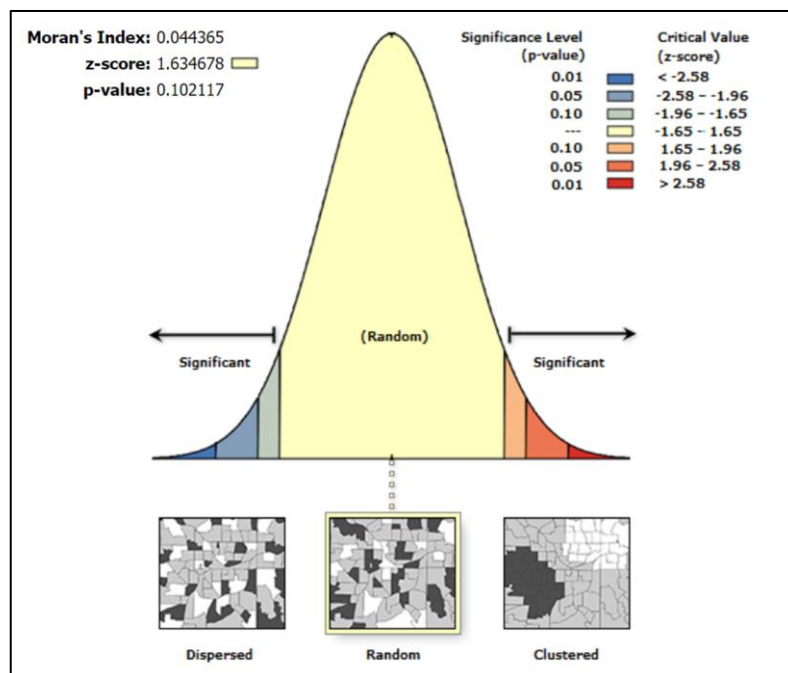 Moran's Index: 0.044365
z-score: 1.634678
p-value: 0.102117
Significance Level
(p-value)
Critical Value
(z-score)
0.01 < -2.58
0.05 -2.58 – -1.96
0.10 -1.96 – -1.65
--- -1.65 – 1.65
0.10 1.65 – 1.96
0.05 1.96 – 2.58
0.01 > 2.58
(Random)
Significant
Significant
Dispersed
Random
Clustered